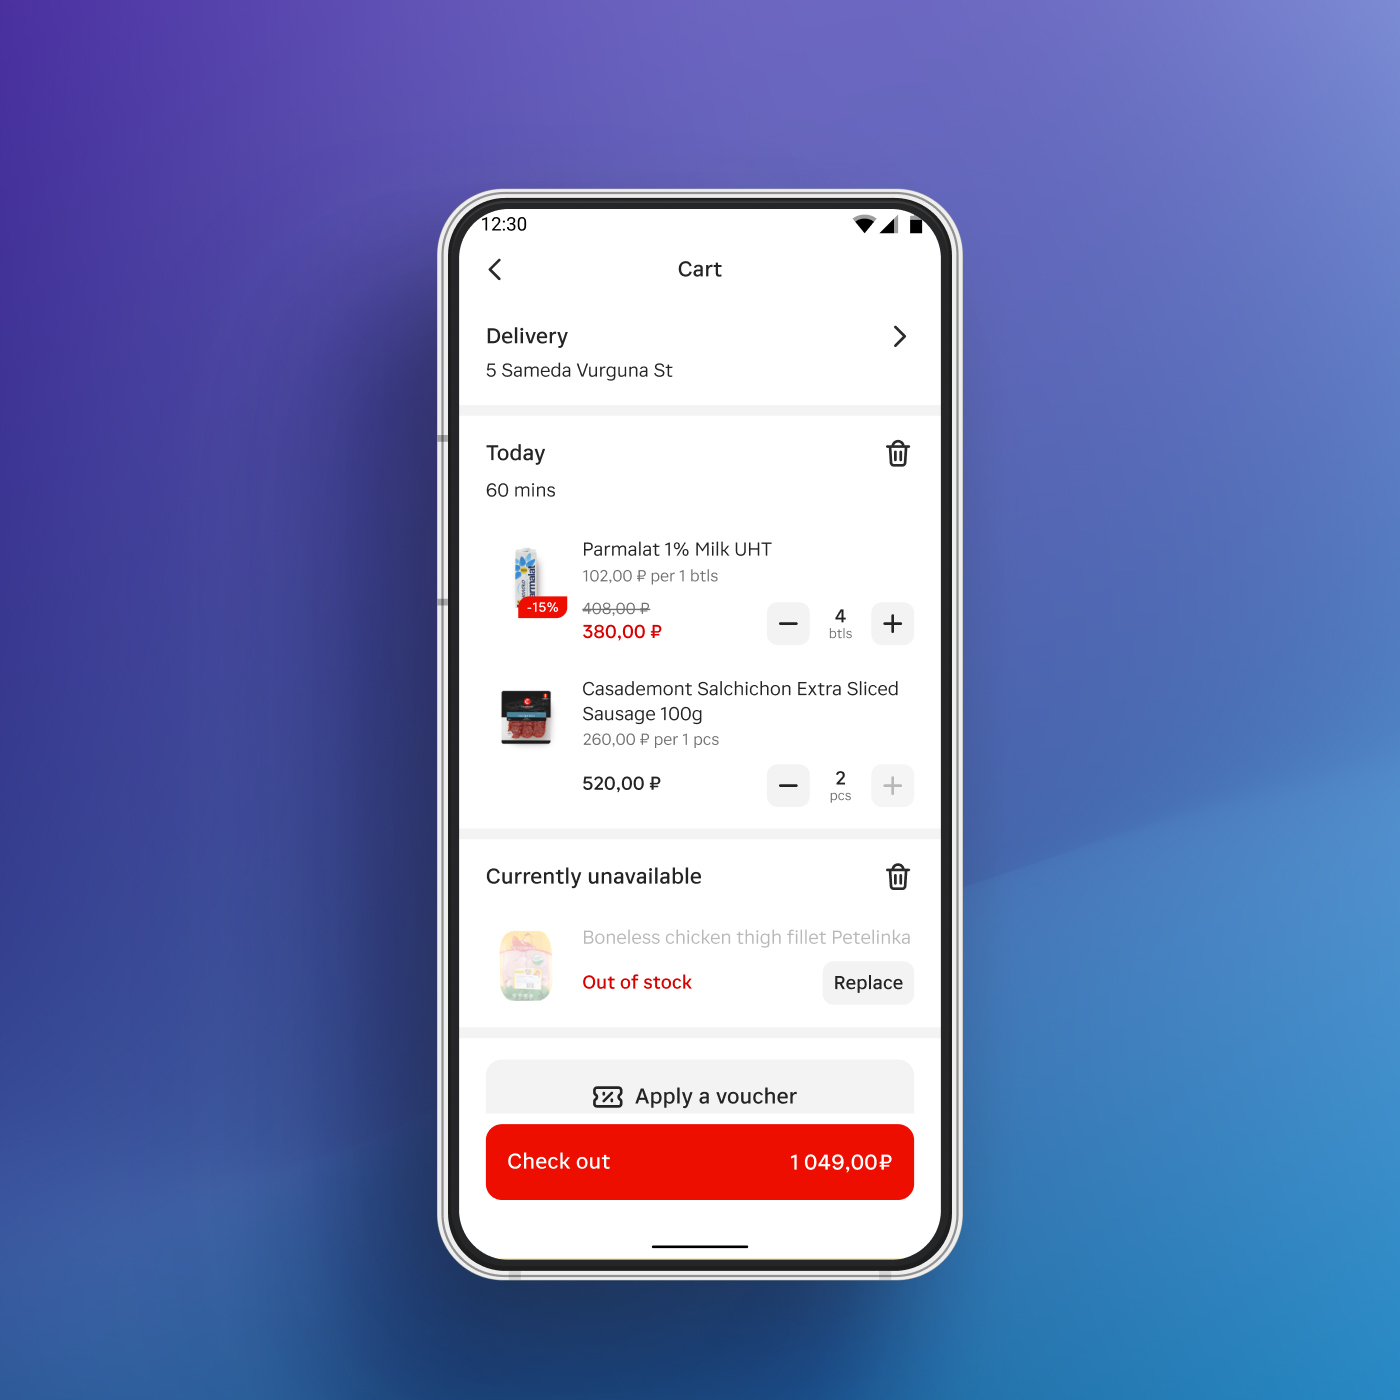 12:30
Cart
Delivery
5 Sameda Vurguna St
Today
60 mins
Parmalat 1% Milk UHT
102,00 ₽ per 1 btls
-15%
408,00 ₽
380,00 ₽
4
btls
Casademont Salchichon Extra Sliced
Sausage 100g
260,00 ₽ per 1 pcs
520,00 ₽
2
pcs
Currently unavailable
Boneless chicken thigh fillet Petelinka
Out of stock
Replace
Apply a voucher
Check out
1 049,00₽